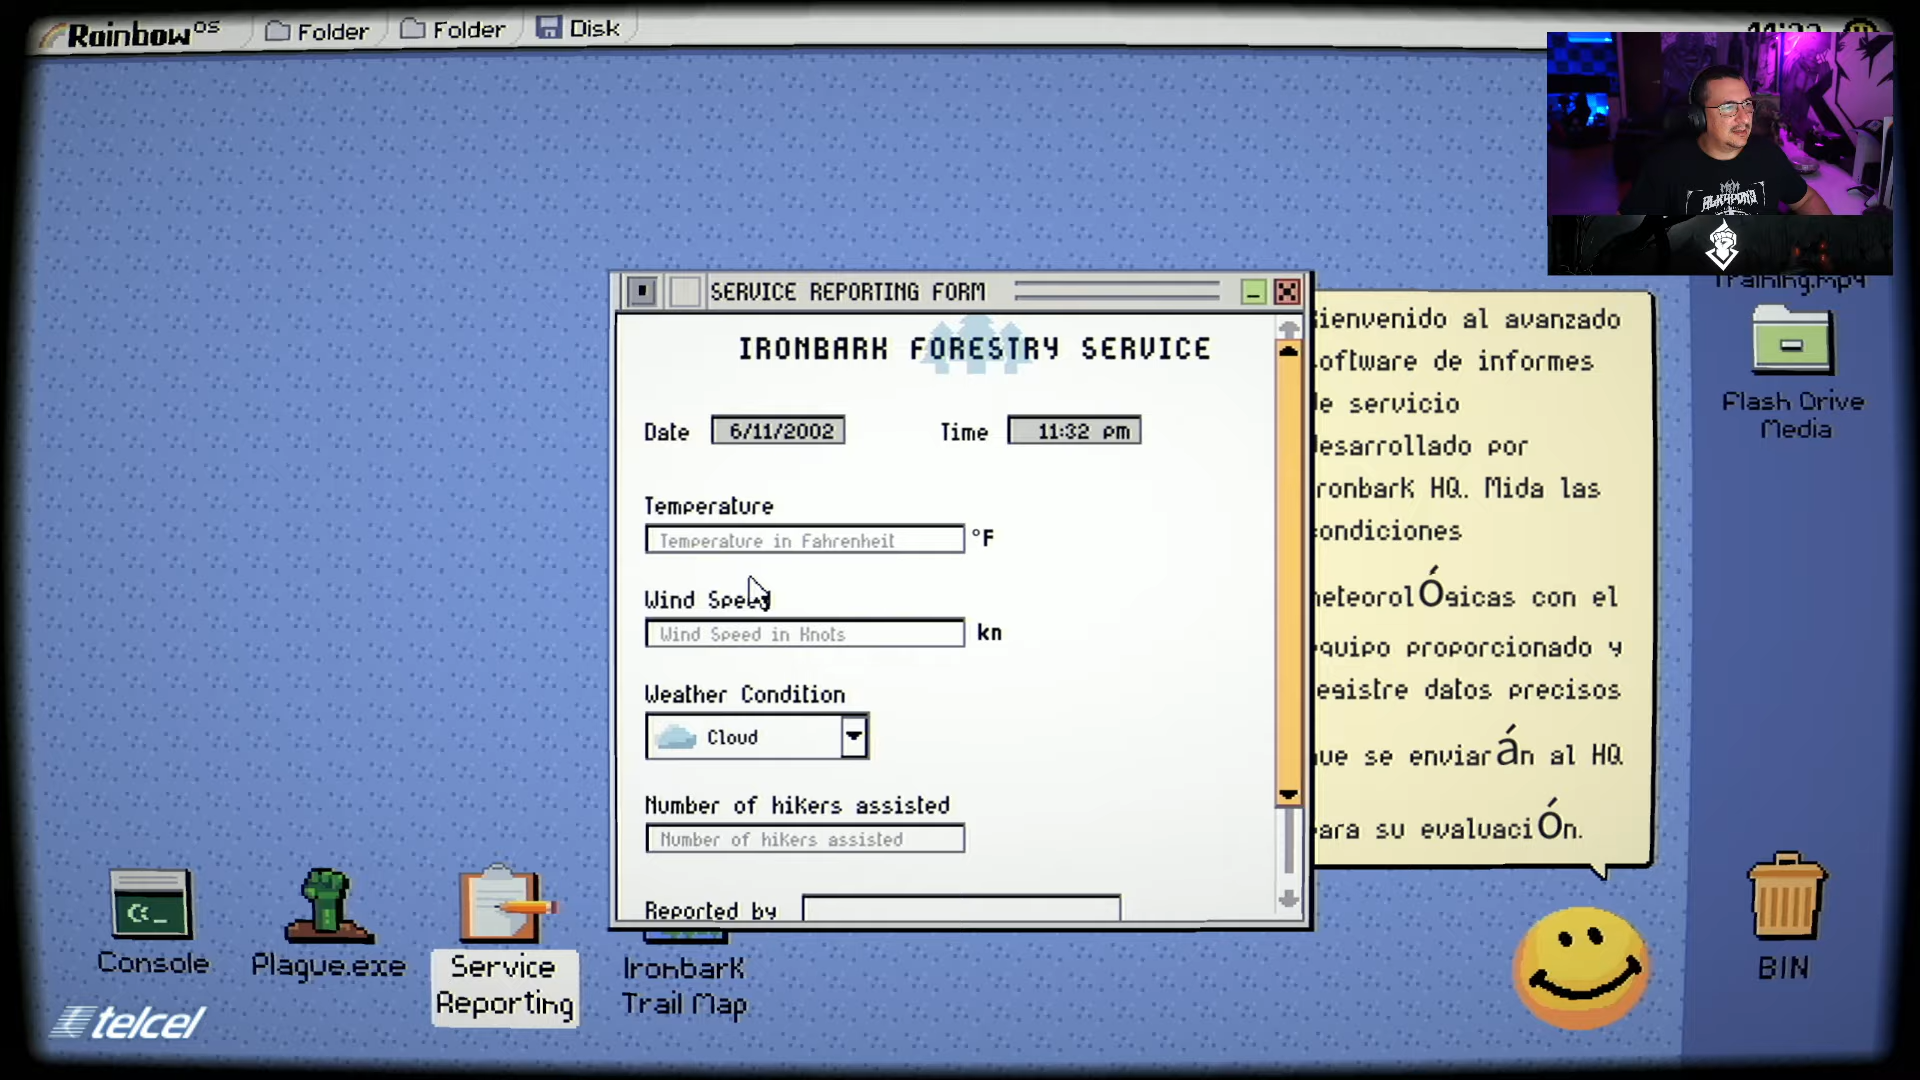 RainbowOS
Folder
Folder
Disk
SERVICE REPORTING FORM
IRONBARK FORESTRY SERVICE
Date 6/11/2002 Time 11:32 pm
Temperature
Temperature in Fahrenheit °F
Wind Speed
Wind Speed in Knots kn
Weather Condition
Cloud
Number of hikers assisted
Number of hikers assisted
Reported by
ienvenido al avanzado
oftware de informes
e servicio
esarrollado por
ronbark HQ. Mida las
ondiciones
eteorolÓgicas con el
quipo proporcionado y
egistre datos precisos
ue se enviarán al HQ
ara su evaluaciÓn.
Training.mp4
Flash Drive
Media
BIN
Console
Plague.exe
Service
Reporting
Ironbark
Trail Map
telcel